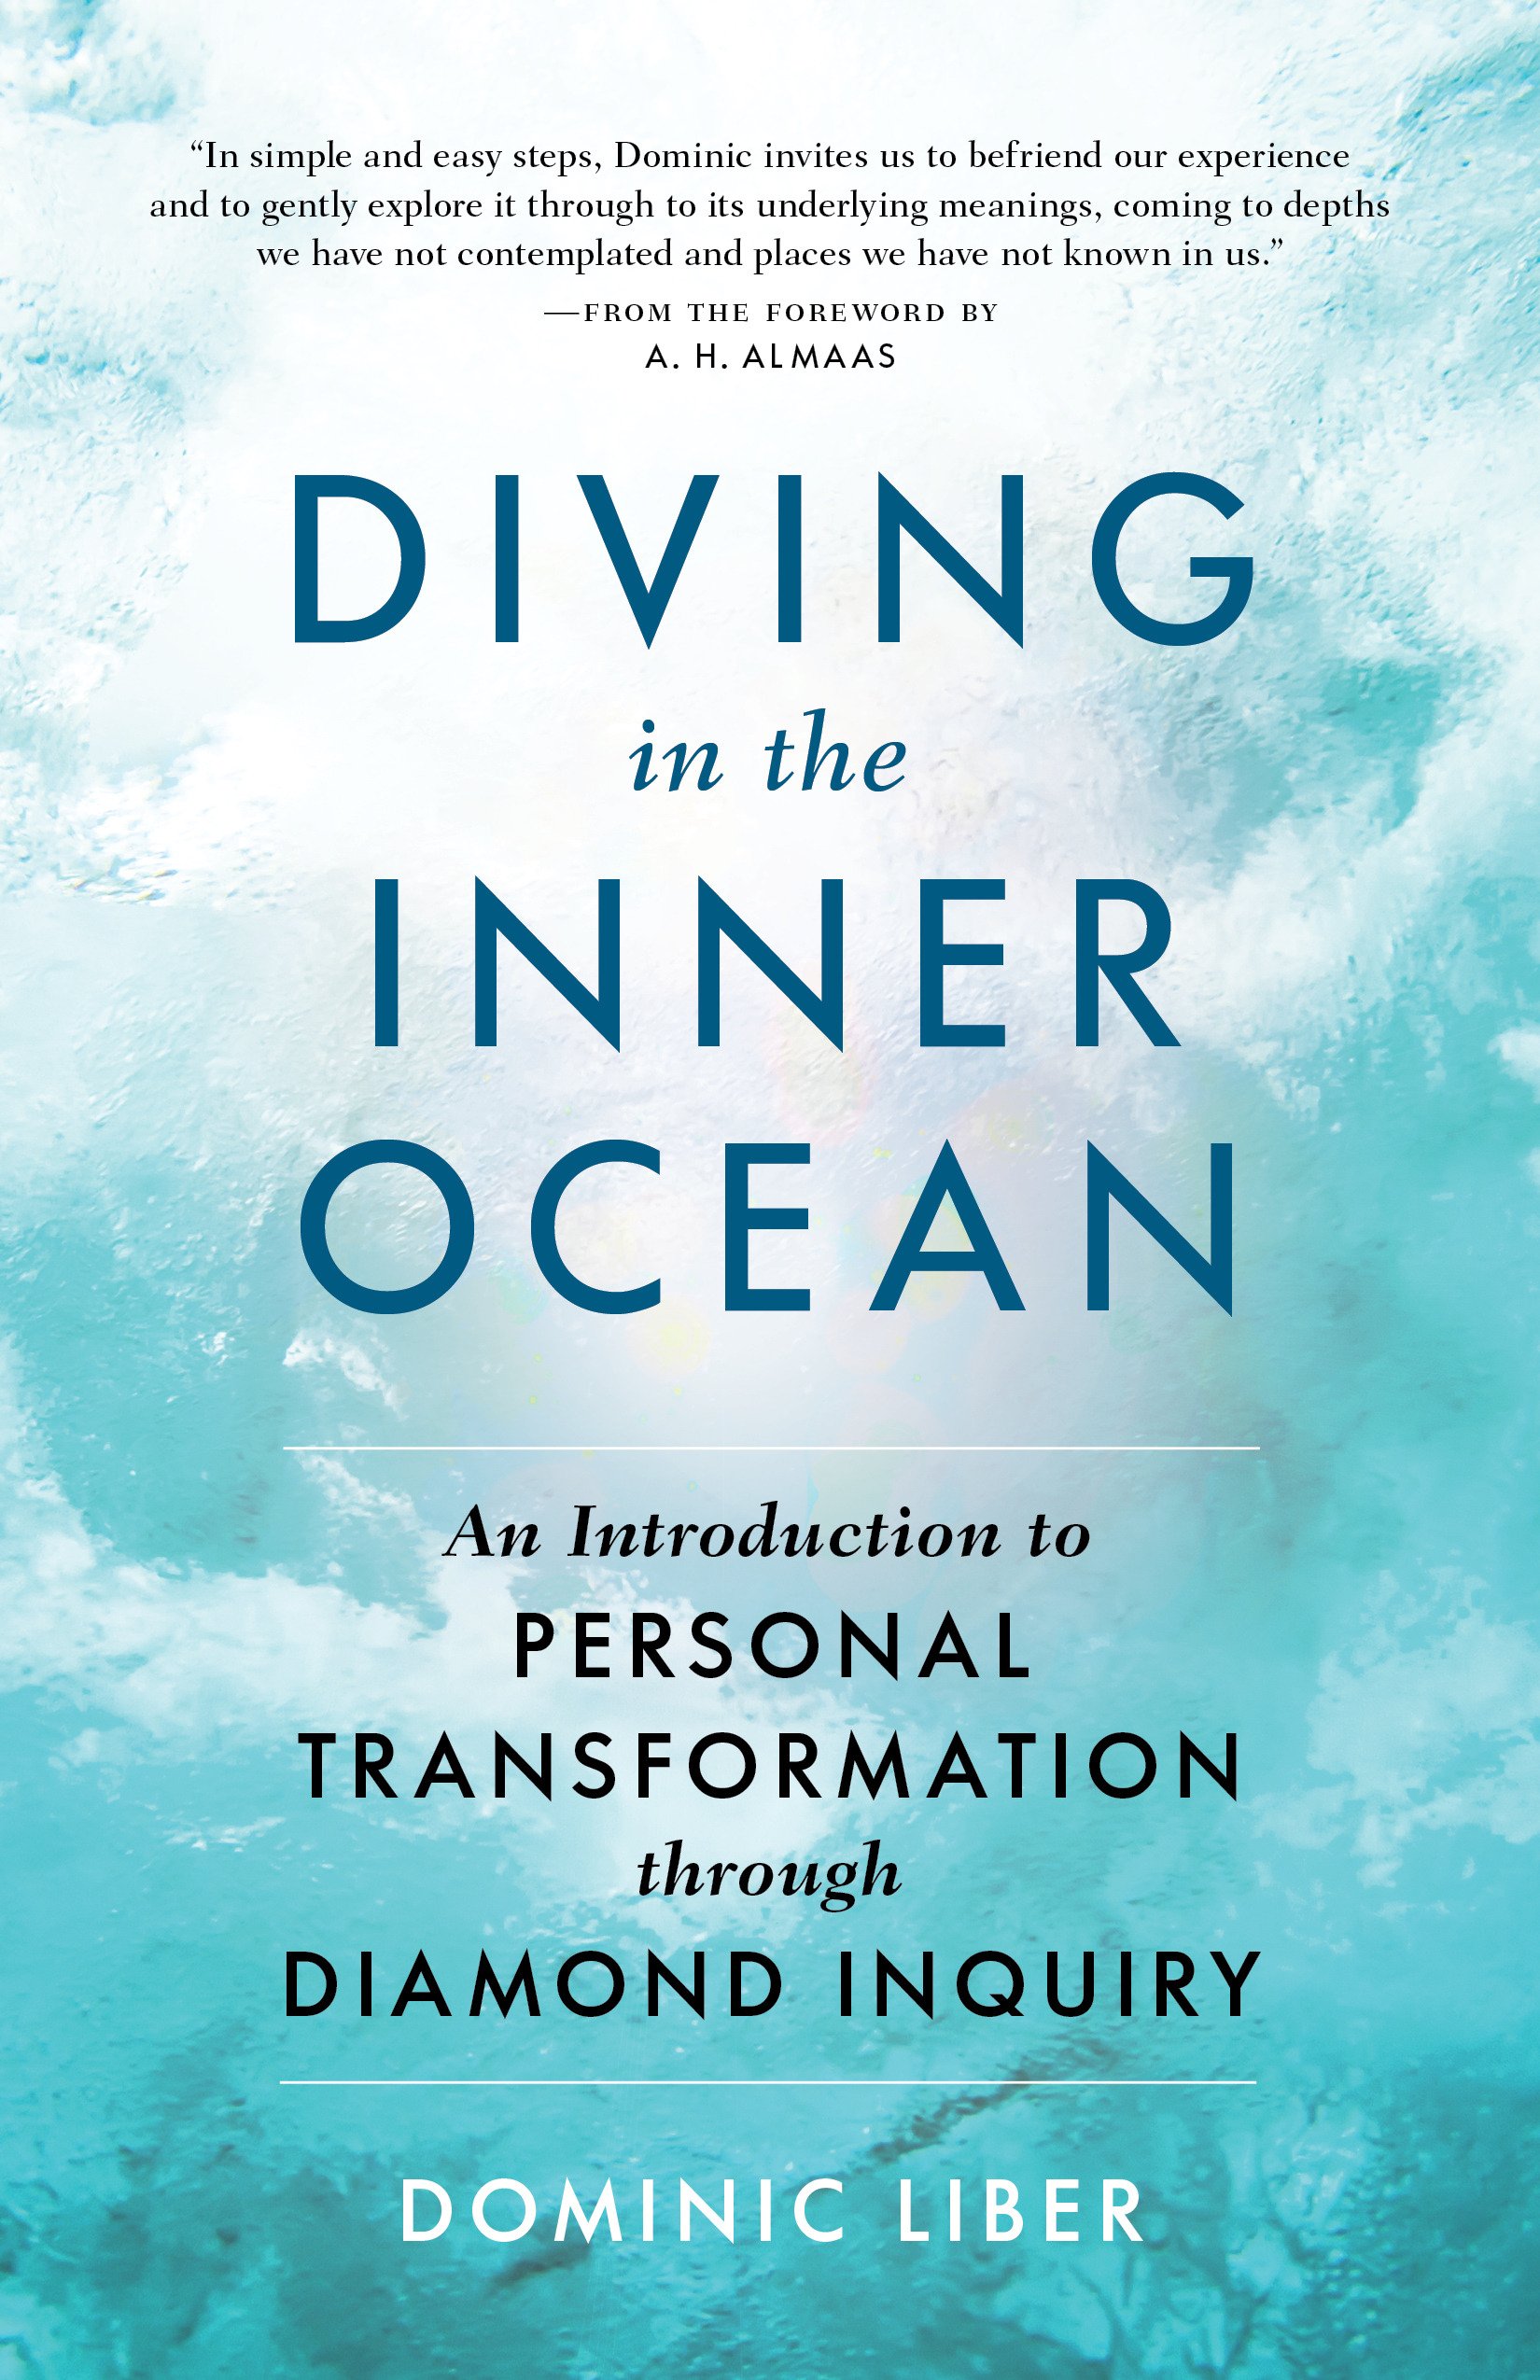 “In simple and easy steps, Dominic invites us to befriend our experience
and to gently explore it through to its underlying meanings, coming to depths
we have not contemplated and places we have not known in us.”
—FROM THE FOREWORD BY
A. H. ALMAAS
DIVING
in the
INNER
OCEAN
An Introduction to
PERSONAL
TRANSFORMATION
through
DIAMOND INQUIRY
DOMINIC LIBER